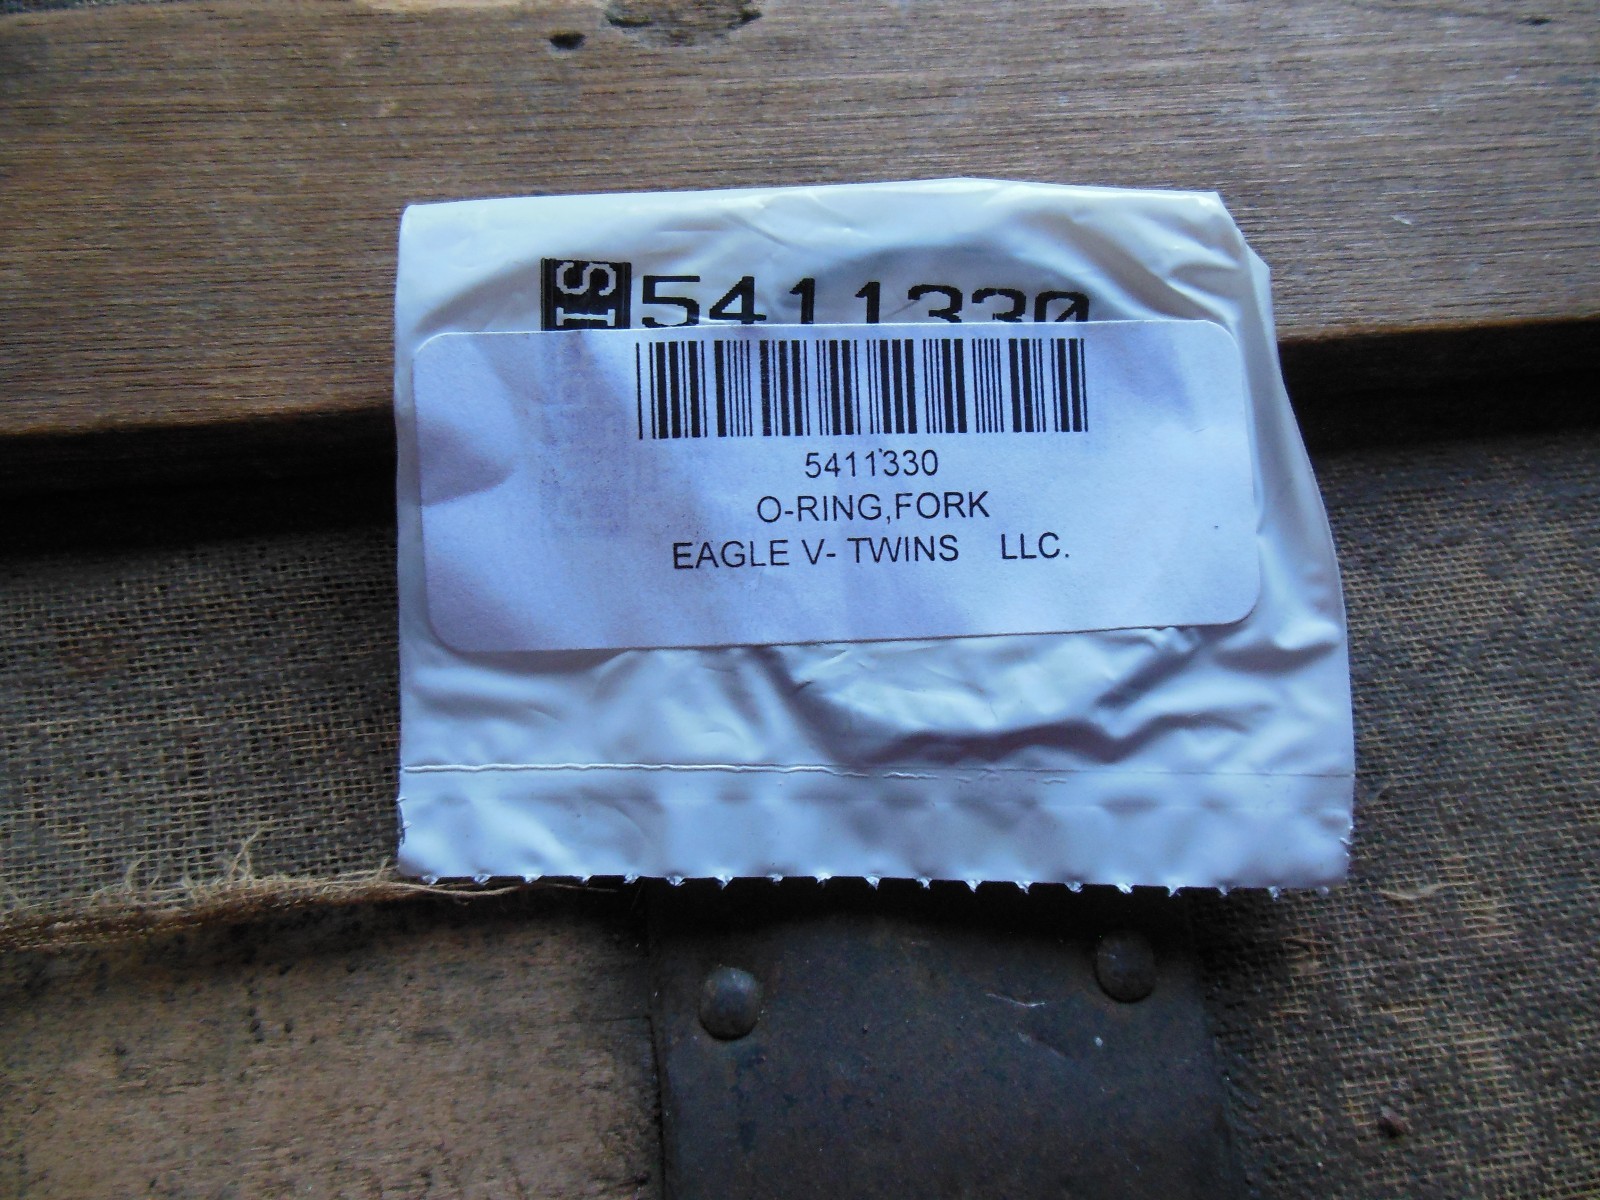 5411330
5411330
O-RING,FORK
EAGLE V- TWINS LLC.